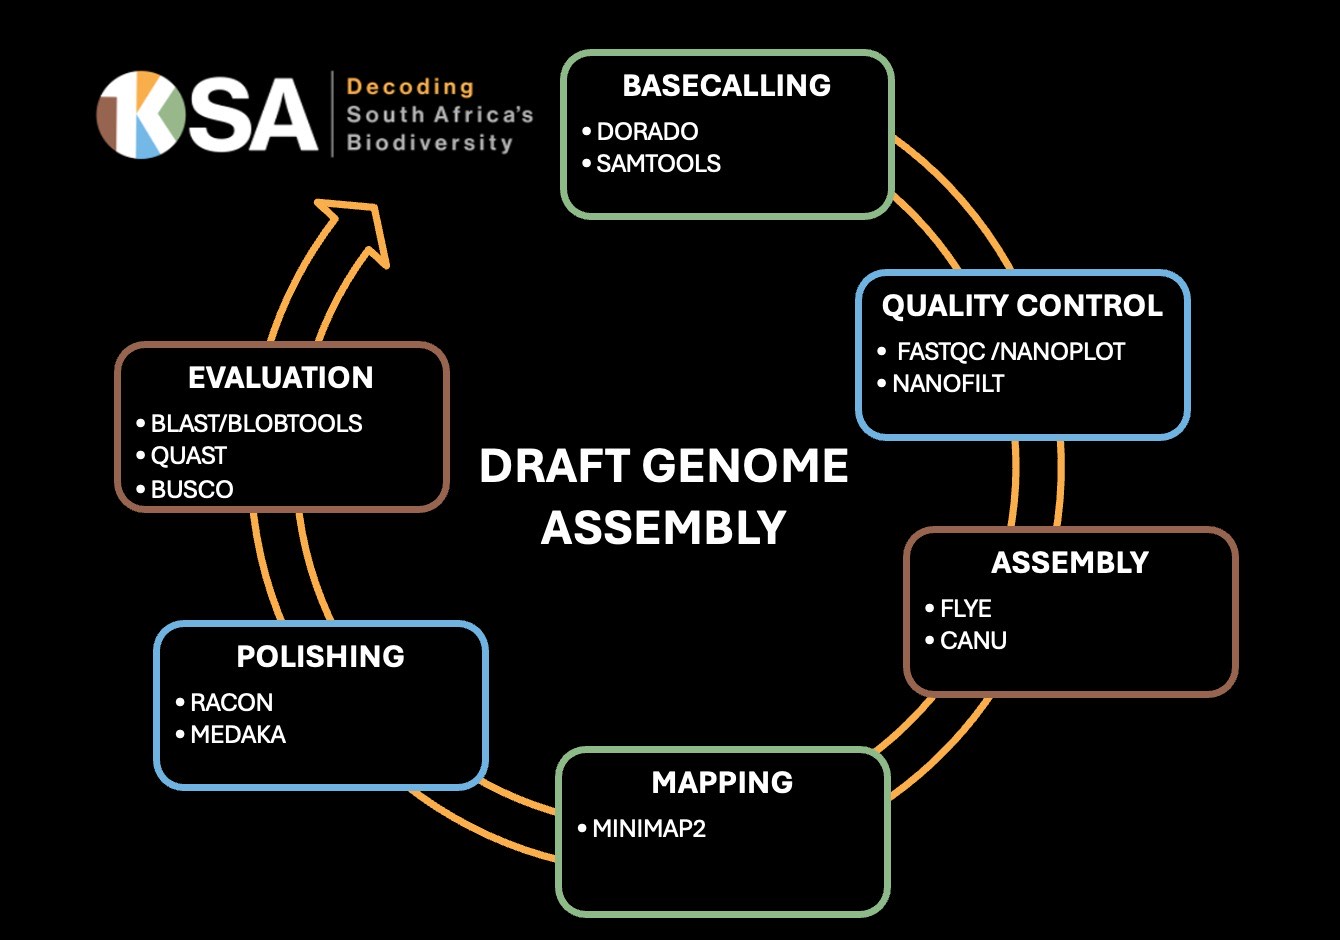 1KSA
Decoding
South Africa's
Biodiversity
BASECALLING
• DORADO
• SAMTOOLS
QUALITY CONTROL
• FASTQC /NANOPLOT
• NANOFILT
ASSEMBLY
• FLYE
• CANU
MAPPING
• MINIMAP2
POLISHING
• RACON
• MEDAKA
EVALUATION
• BLAST/BLOBTOOLS
• QUAST
• BUSCO
DRAFT GENOME
ASSEMBLY